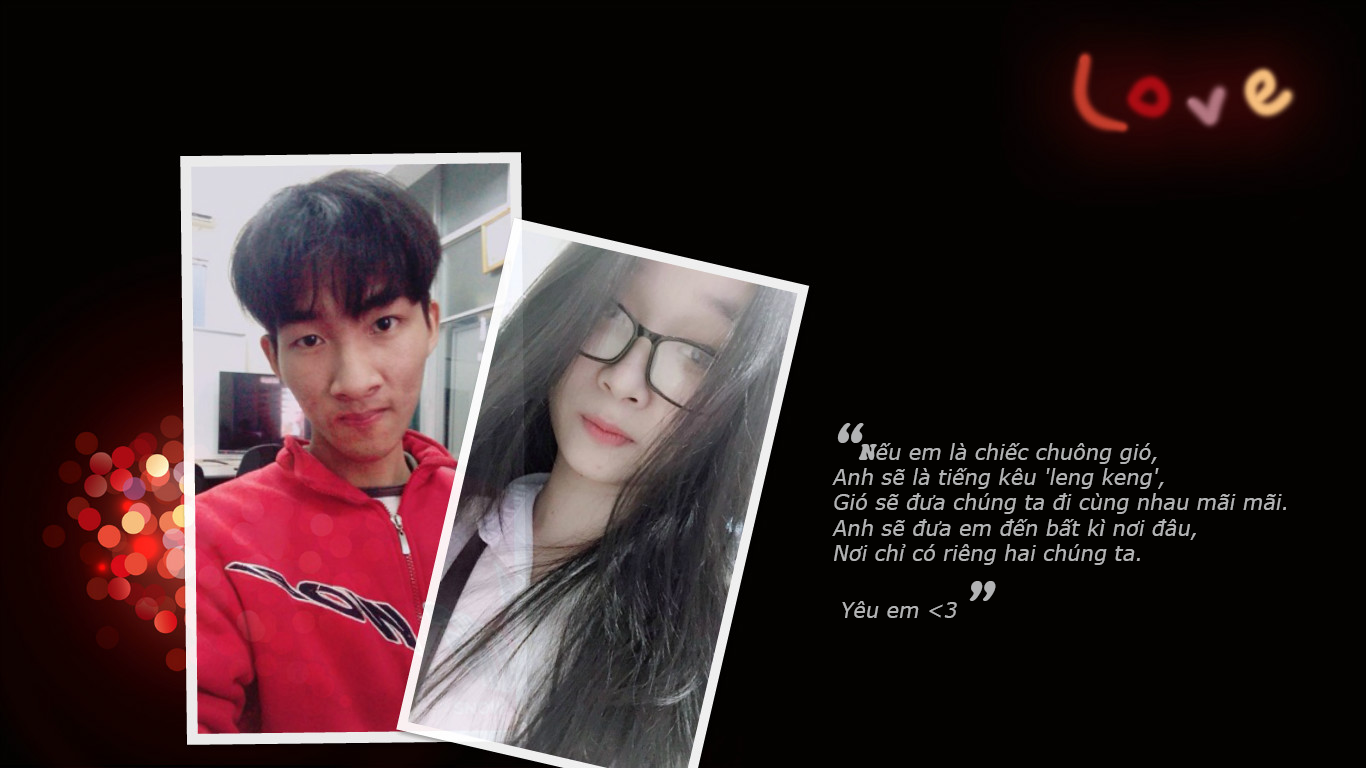 Love
“Nếu em là chiếc chuông gió,
Anh sẽ là tiếng kêu 'leng keng',
Gió sẽ đưa chúng ta đi cùng nhau mãi mãi.
Anh sẽ đưa em đến bất kì nơi đâu,
Nơi chỉ có riêng hai chúng ta.
Yêu em <3 ”